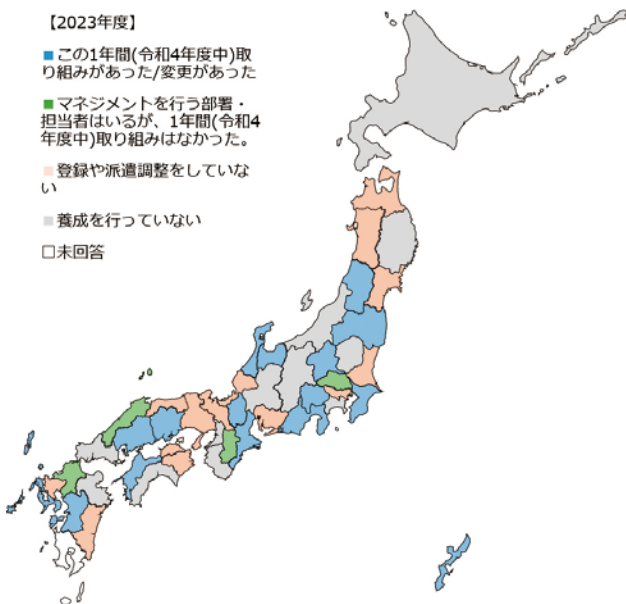 【2023年度】
■この1年間(令和4年度中)取
り組みがあった/変更があった
■マネジメントを行う部署・
担当者はいるが、1年間(令和4
年度中)取り組みはなかった。
■登録や派遣調整をしていな
い
■養成を行っていない
□未回答